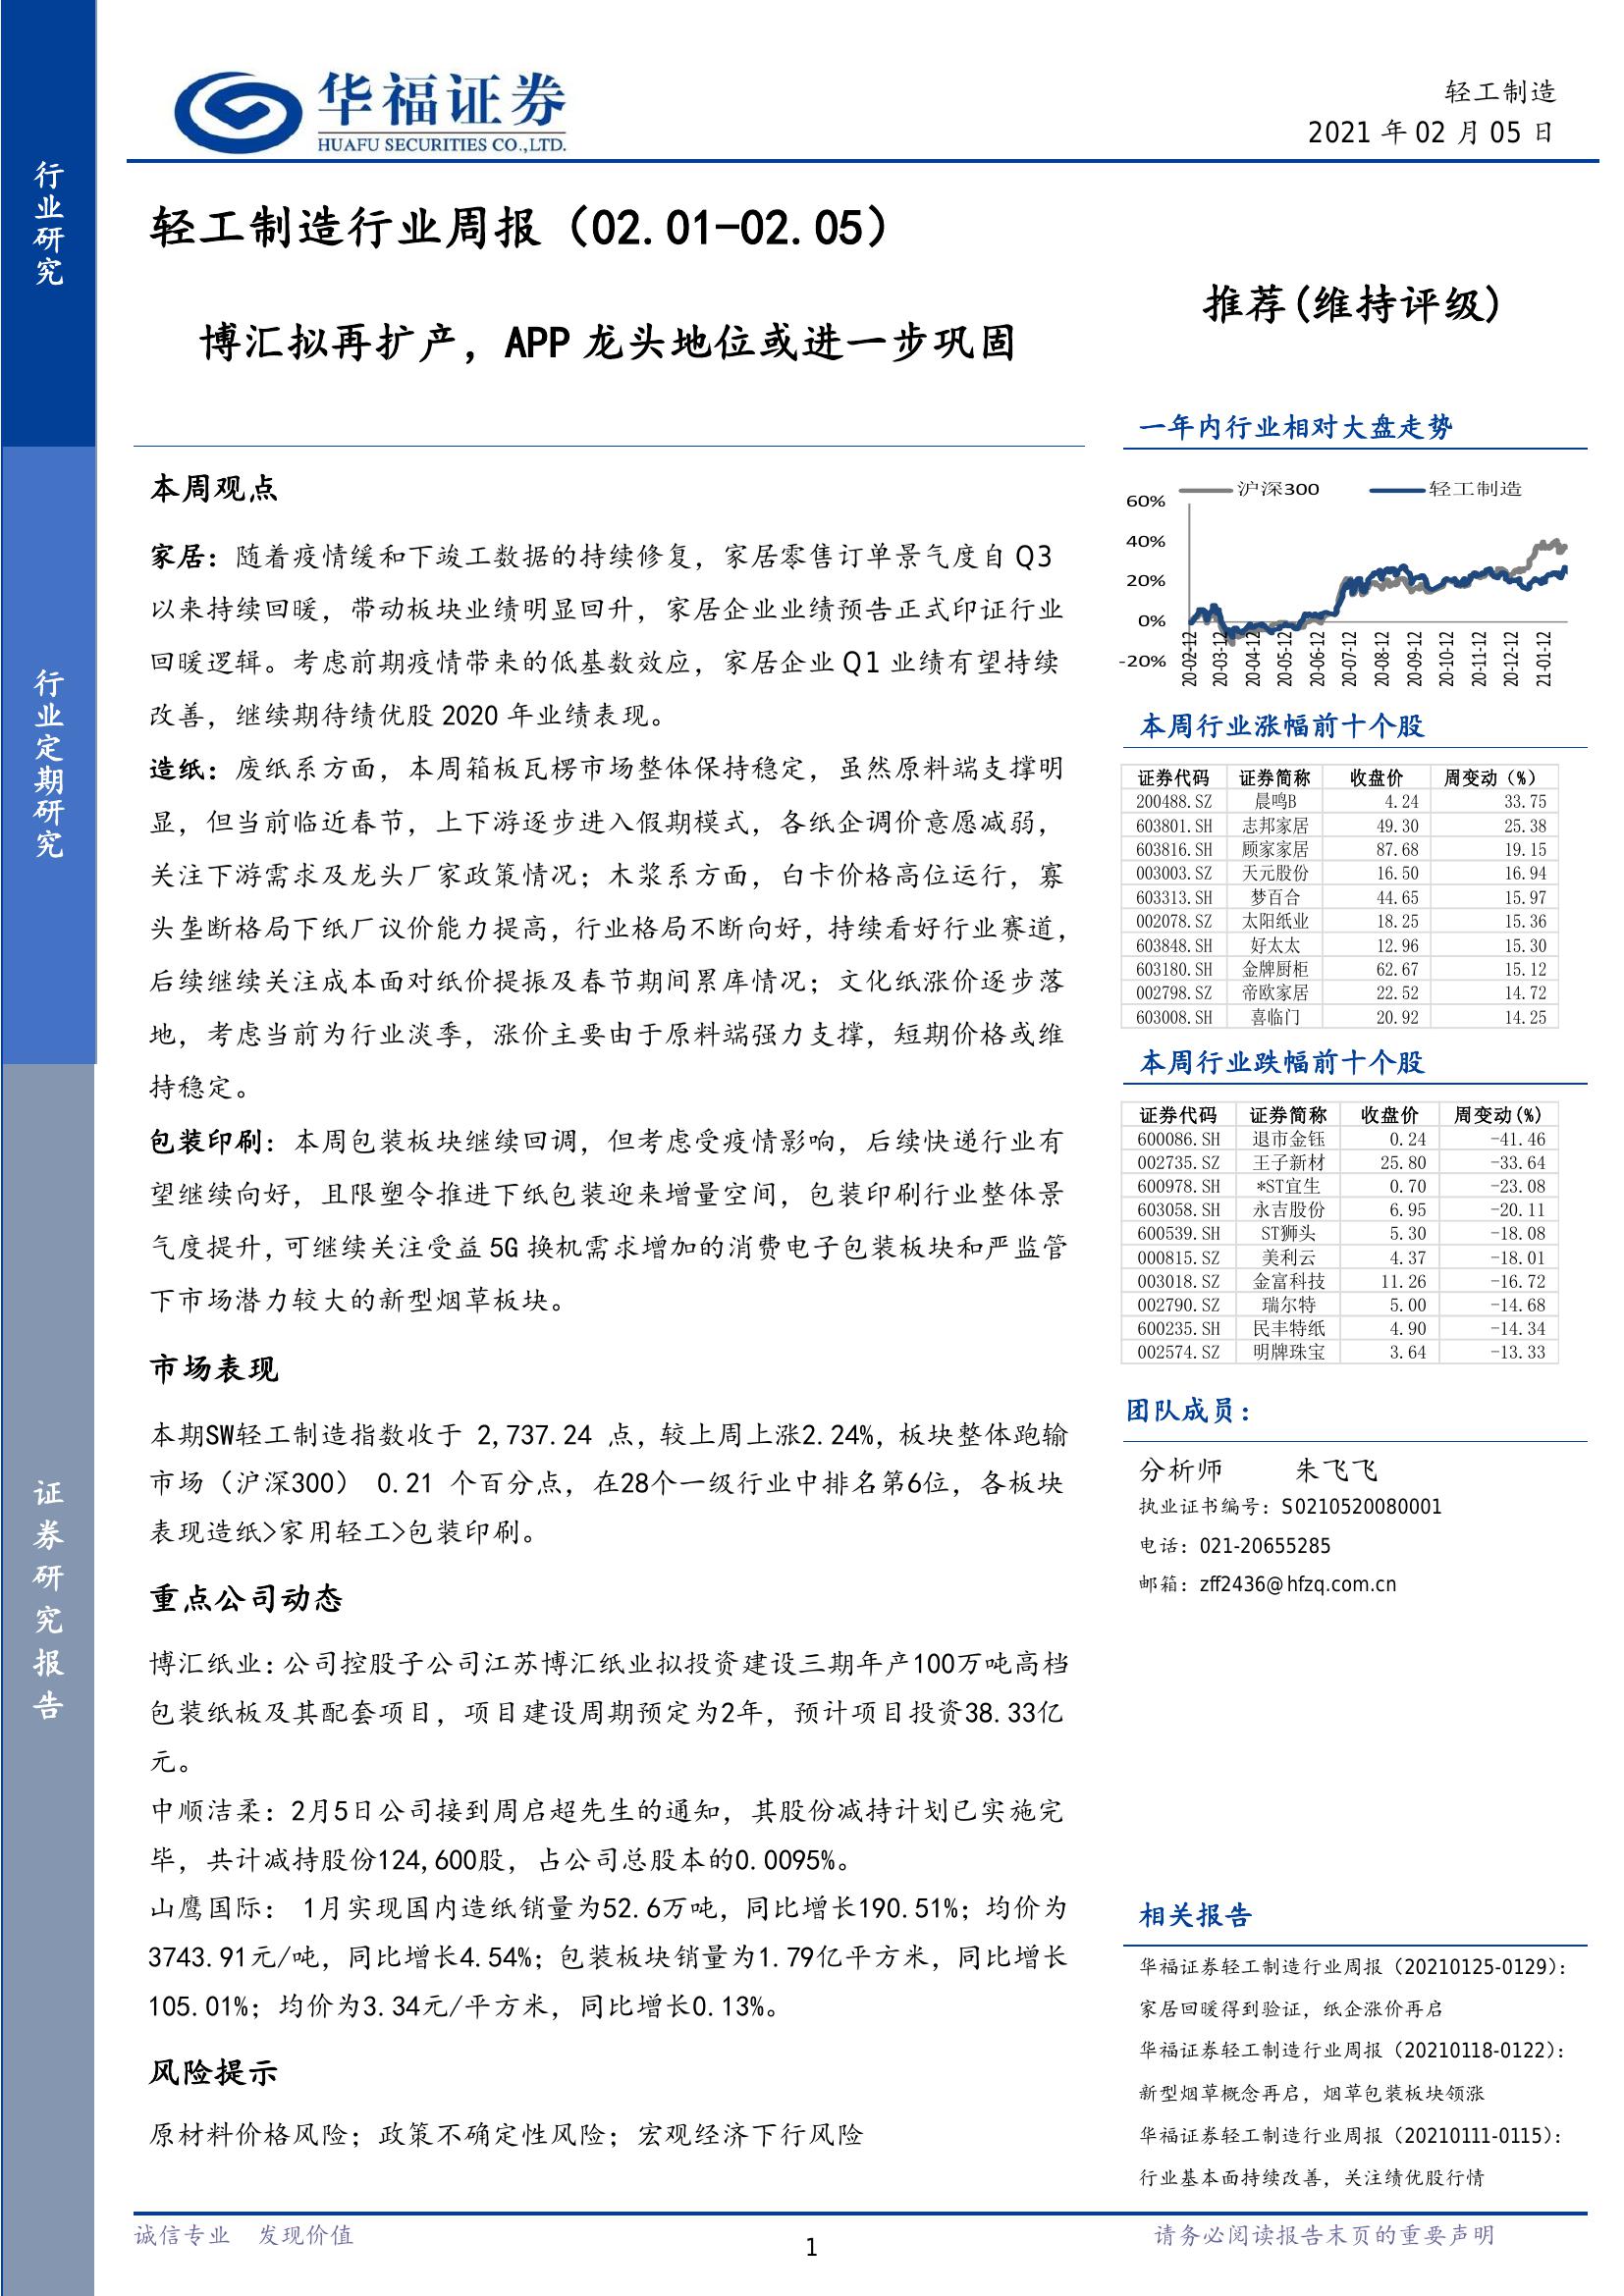 行业研究
行业定期研究
证券研究报告
华福证券
HUAFU SECURITIES CO.,LTD.
轻工制造
2021 年 02 月 05 日
轻工制造行业周报（02.01-02.05）
博汇拟再扩产，APP 龙头地位或进一步巩固
推荐(维持评级)
本周观点
家居：随着疫情缓和下竣工数据的持续修复，家居零售订单景气度自 Q3
以来持续回暖，带动板块业绩明显回升，家居企业业绩预告正式印证行业
回暖逻辑。考虑前期疫情带来的低基数效应，家居企业 Q1 业绩有望持续
改善，继续期待绩优股 2020 年业绩表现。
造纸：废纸系方面，本周箱板瓦楞市场整体保持稳定，虽然原料端支撑明
显，但当前临近春节，上下游逐步进入假期模式，各纸企调价意愿减弱，
关注下游需求及龙头厂家政策情况；木浆系方面，白卡价格高位运行，寡
头垄断格局下纸厂议价能力提高，行业格局不断向好，持续看好行业赛道，
后续继续关注成本面对纸价提振及春节期间累库情况；文化纸涨价逐步落
地，考虑当前为行业淡季，涨价主要由于原料端强力支撑，短期价格或维
持稳定。
包装印刷：本周包装板块继续回调，但考虑受疫情影响，后续快递行业有
望继续向好，且限塑令推进下纸包装迎来增量空间，包装印刷行业整体景
气度提升，可继续关注受益 5G 换机需求增加的消费电子包装板块和严监管
下市场潜力较大的新型烟草板块。
市场表现
本期SW轻工制造指数收于 2,737.24 点，较上周上涨2.24%，板块整体跑输
市场（沪深300） 0.21 个百分点，在28个一级行业中排名第6位，各板块
表现造纸>家用轻工>包装印刷。
重点公司动态
博汇纸业：公司控股子公司江苏博汇纸业拟投资建设三期年产100万吨高档
包装纸板及其配套项目，项目建设周期预定为2年，预计项目投资38.33亿
元。
中顺洁柔：2月5日公司接到周启超先生的通知，其股份减持计划已实施完
毕，共计减持股份124,600股，占公司总股本的0.0095%。
山鹰国际： 1月实现国内造纸销量为52.6万吨，同比增长190.51%；均价为
3743.91元/吨，同比增长4.54%；包装板块销量为1.79亿平方米，同比增长
105.01%；均价为3.34元/平方米，同比增长0.13%。
风险提示
原材料价格风险；政策不确定性风险；宏观经济下行风险
一年内行业相对大盘走势
沪深300 轻工制造
60%
40%
20%
0%
-20%
20-02-12 20-03-12 20-04-12 20-05-12 20-06-12 20-07-12 20-08-12 20-09-12 20-10-12 20-11-12 20-12-12 21-01-12
本周行业涨幅前十个股
证券代码 证券简称 收盘价 周变动（%）
200488.SZ 晨鸣B 4.24 33.75
603801.SH 志邦家居 49.30 25.38
603816.SH 顾家家居 87.68 19.15
003003.SZ 天元股份 16.50 16.94
603313.SH 梦百合 44.65 15.97
002078.SZ 太阳纸业 18.25 15.36
603848.SH 好太太 12.96 15.30
603180.SH 金牌厨柜 62.67 15.12
002798.SZ 帝欧家居 22.52 14.72
603008.SH 喜临门 20.92 14.25
本周行业跌幅前十个股
证券代码 证券简称 收盘价 周变动(%)
600086.SH 退市金钰 0.24 -41.46
002735.SZ 王子新材 25.80 -33.64
600978.SH *ST宜生 0.70 -23.08
603058.SH 永吉股份 6.95 -20.11
600539.SH ST狮头 5.30 -18.08
000815.SZ 美利云 4.37 -18.01
003018.SZ 金富科技 11.26 -16.72
002790.SZ 瑞尔特 5.00 -14.68
600235.SH 民丰特纸 4.90 -14.34
002574.SZ 明牌珠宝 3.64 -13.33
团队成员：
分析师 朱飞飞
执业证书编号：S0210520080001
电话：021-20655285
邮箱：zff2436@hfzq.com.cn
相关报告
华福证券轻工制造行业周报（20210125-0129）：
家居回暖得到验证，纸企涨价再启
华福证券轻工制造行业周报（20210118-0122）：
新型烟草概念再启，烟草包装板块领涨
华福证券轻工制造行业周报（20210111-0115）：
行业基本面持续改善，关注绩优股行情
诚信专业 发现价值
1
请务必阅读报告末页的重要声明